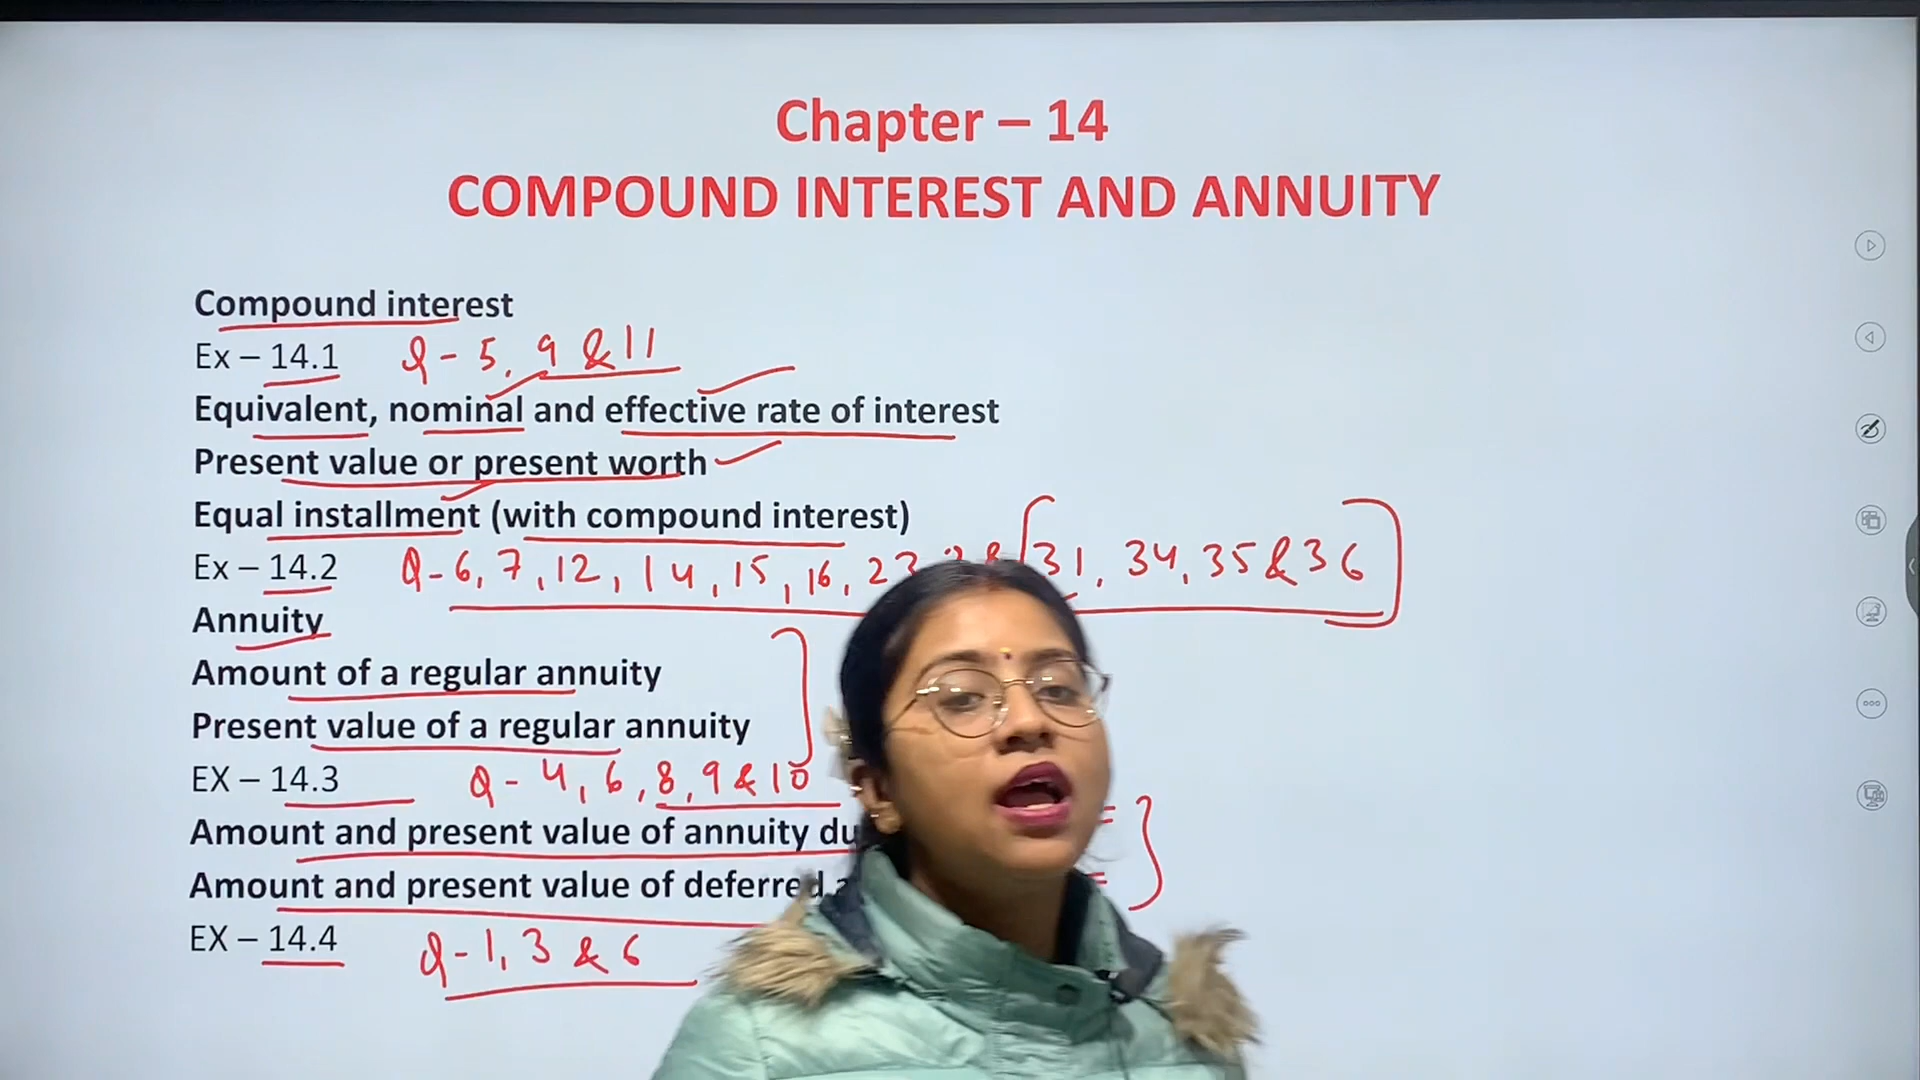 Chapter – 14
COMPOUND INTEREST AND ANNUITY
Compound interest
Ex – 14.1 Q - 5, 9 & 11
Equivalent, nominal and effective rate of interest
Present value or present worth
Equal installment (with compound interest)
Ex – 14.2 Q - 6, 7, 12, 14, 15, 16, 23 31, 34, 35 & 36
Annuity
Amount of a regular annuity
Present value of a regular annuity
EX – 14.3 Q - 4, 6, 8, 9 & 10
Amount and present value of annuity
Amount and present value of deferred
EX – 14.4 Q - 1, 3 & 6